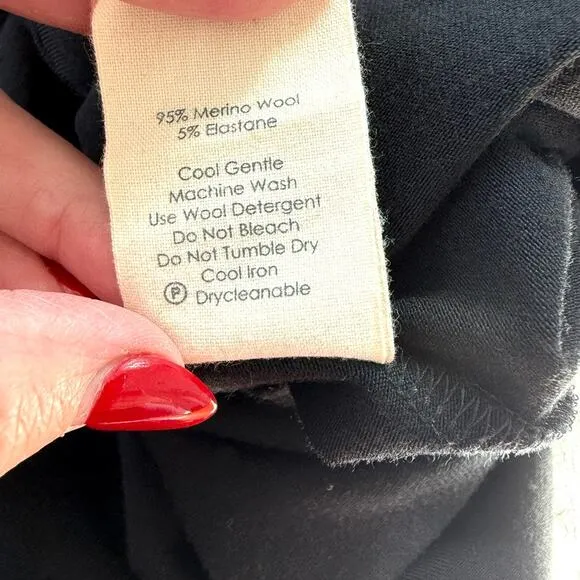 95% Merino Wool
5% Elastane
Cool Gentle
Machine Wash
Use Wool Detergent
Do Not Bleach
Do Not Tumble Dry
Cool Iron
Ⓟ Drycleanable